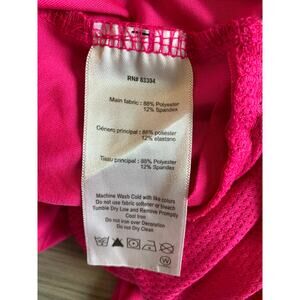 RN# 63394
Main fabric : 88% Polyester
12% Spandex
Género principal : 88% poliéster
12% elastano
Tissu principal : 88% Polyester
12% Spandex
Machine Wash Cold with like colors
Do not use fabric softener or bleach
Tumble Dry Low and Remove Promptly
Cool Iron
Do not iron over Decoration
Do not Dry Clean
W